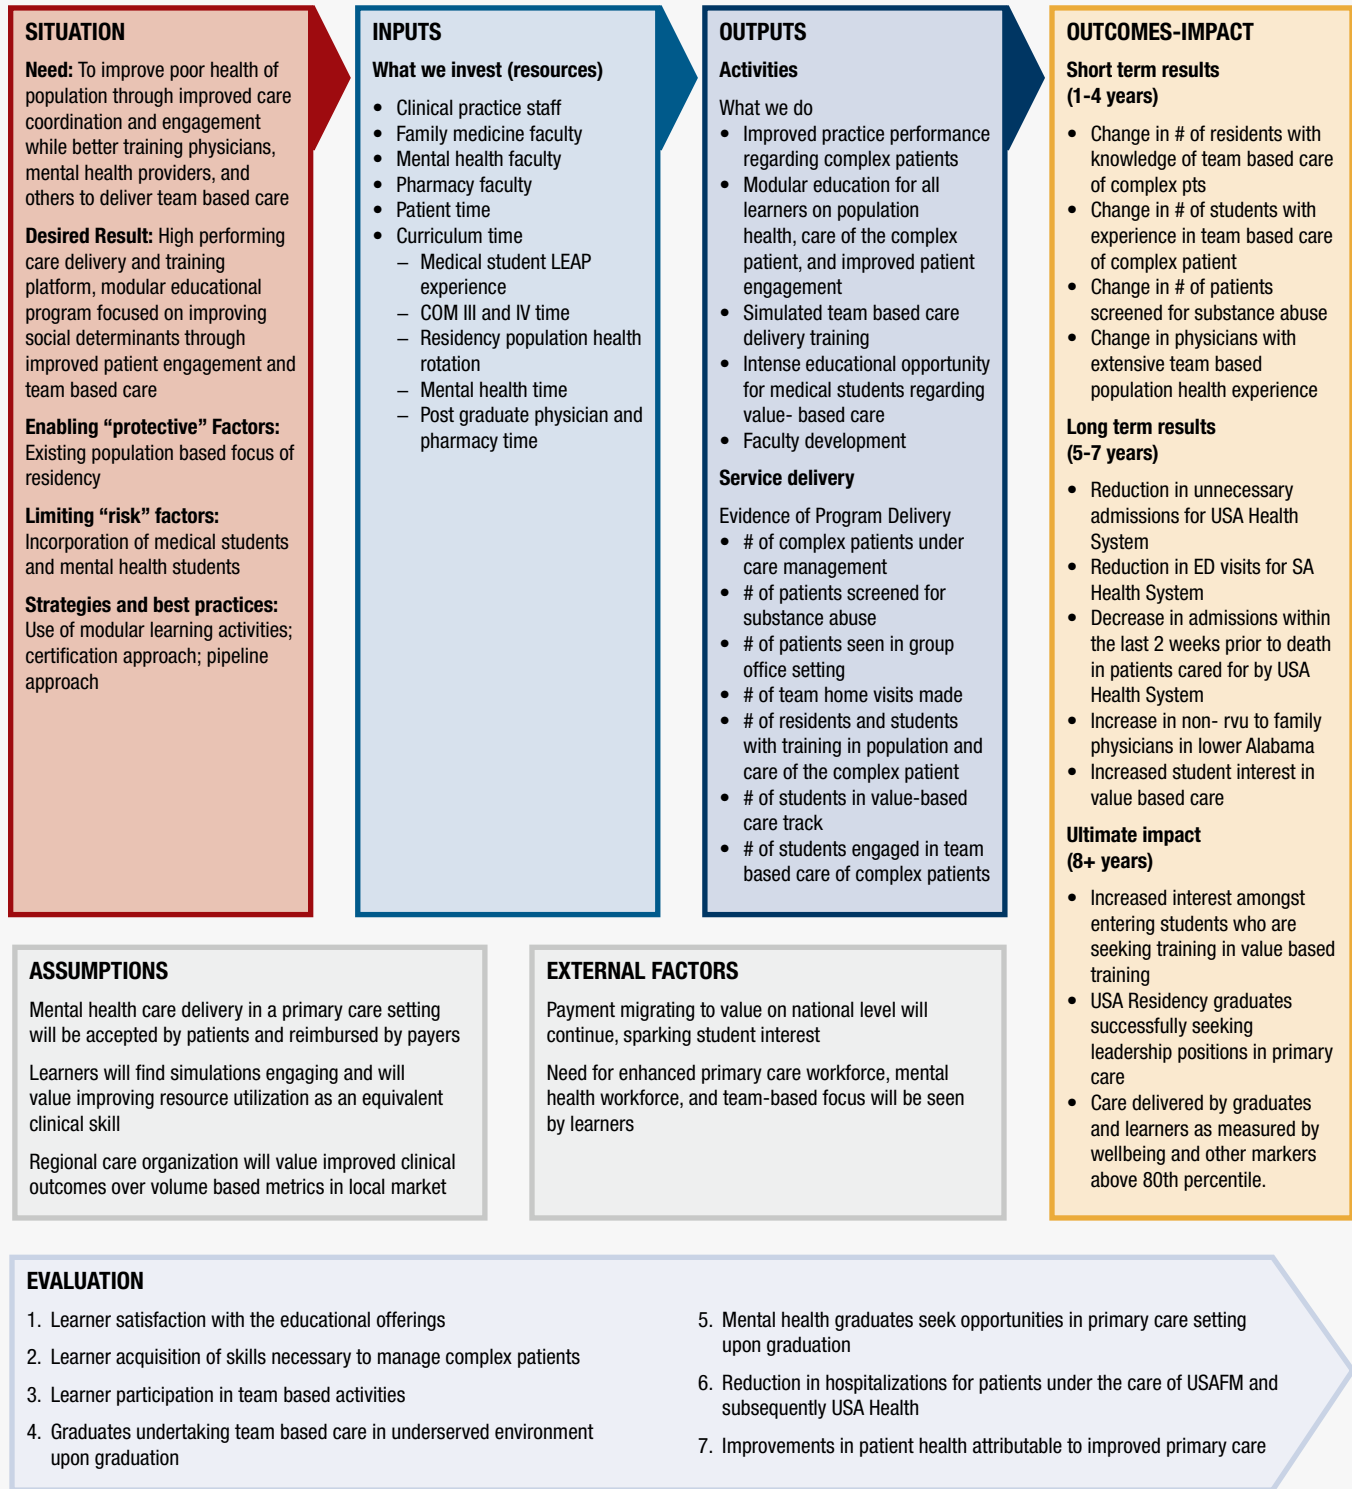 SITUATION
Need: To improve poor health of
population through improved care
coordination and engagement
while better training physicians,
mental health providers, and
others to deliver team based care
Desired Result: High performing
care delivery and training
platform, modular educational
program focused on improving
social determinants through
improved patient engagement and
team based care
Enabling “protective” Factors:
Existing population based focus of
residency
Limiting “risk” factors:
Incorporation of medical students
and mental health students
Strategies and best practices:
Use of modular learning activities;
certification approach; pipeline
approach
INPUTS
What we invest (resources)
• Clinical practice staff
• Family medicine faculty
• Mental health faculty
• Pharmacy faculty
• Patient time
• Curriculum time
– Medical student LEAP
experience
– COM III and IV time
– Residency population health
rotation
– Mental health time
– Post graduate physician and
pharmacy time
OUTPUTS
Activities
What we do
• Improved practice performance
regarding complex patients
• Modular education for all
learners on population
health, care of the complex
patient, and improved patient
engagement
• Simulated team based care
delivery training
• Intense educational opportunity
for medical students regarding
value- based care
• Faculty development
Service delivery
Evidence of Program Delivery
• # of complex patients under
care management
• # of patients screened for
substance abuse
• # of patients seen in group
office setting
• # of team home visits made
• # of residents and students
with training in population and
care of the complex patient
• # of students in value-based
care track
• # of students engaged in team
based care of complex patients
OUTCOMES-IMPACT
Short term results
(1-4 years)
• Change in # of residents with
knowledge of team based care
of complex pts
• Change in # of students with
experience in team based care
of complex patient
• Change in # of patients
screened for substance abuse
• Change in physicians with
extensive team based
population health experience
Long term results
(5-7 years)
• Reduction in unnecessary
admissions for USA Health
System
• Reduction in ED visits for SA
Health System
• Decrease in admissions within
the last 2 weeks prior to death
in patients cared for by USA
Health System
• Increase in non- rvu to family
physicians in lower Alabama
• Increased student interest in
value based care
Ultimate impact
(8+ years)
• Increased interest amongst
entering students who are
seeking training in value based
training
• USA Residency graduates
successfully seeking
leadership positions in primary
care
• Care delivered by graduates
and learners as measured by
wellbeing and other markers
above 80th percentile.
ASSUMPTIONS
Mental health care delivery in a primary care setting
will be accepted by patients and reimbursed by payers
Learners will find simulations engaging and will
value improving resource utilization as an equivalent
clinical skill
Regional care organization will value improved clinical
outcomes over volume based metrics in local market
EXTERNAL FACTORS
Payment migrating to value on national level will
continue, sparking student interest
Need for enhanced primary care workforce, mental
health workforce, and team-based focus will be seen
by learners
EVALUATION
1. Learner satisfaction with the educational offerings
2. Learner acquisition of skills necessary to manage complex patients
3. Learner participation in team based activities
4. Graduates undertaking team based care in underserved environment
upon graduation
5. Mental health graduates seek opportunities in primary care setting
upon graduation
6. Reduction in hospitalizations for patients under the care of USAFM and
subsequently USA Health
7. Improvements in patient health attributable to improved primary care